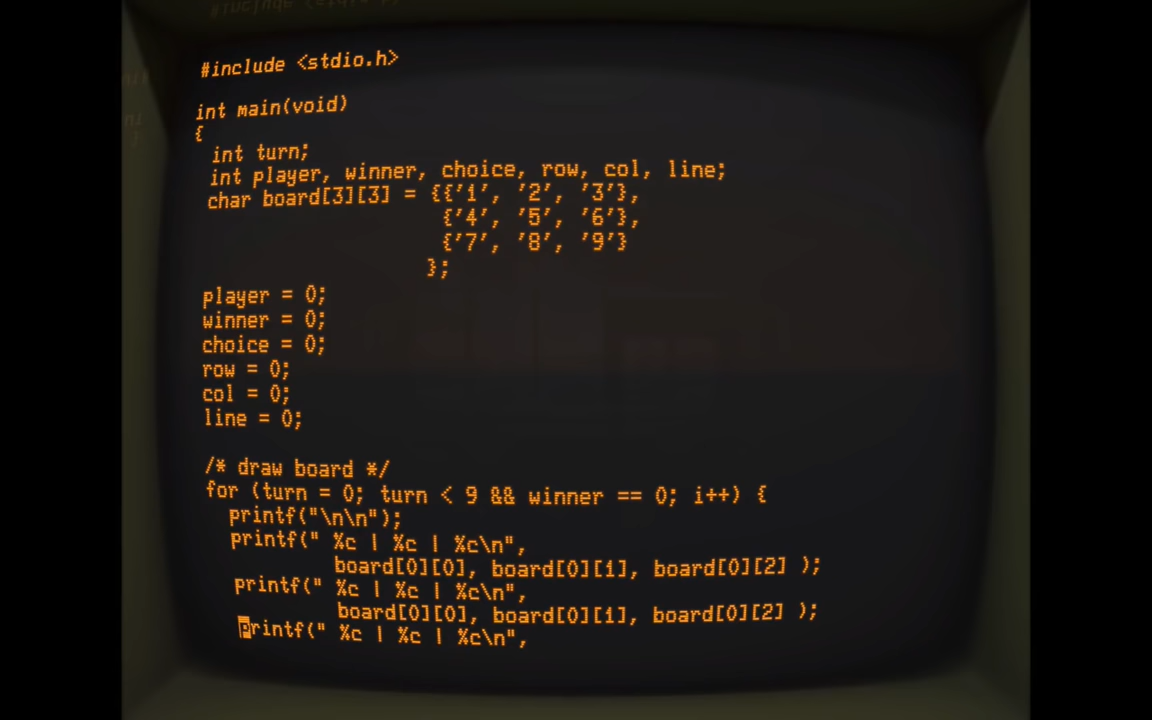 #include <stdio.h>
int main(void)
{
int turn;
int player, winner, choice, row, col, line;
char board[3][3] = {{'1', '2', '3'},
{'4', '5', '6'},
{'7', '8', '9'}
};
player = 0;
winner = 0;
choice = 0;
row = 0;
col = 0;
line = 0;
/* draw board */
for (turn = 0; turn < 9 && winner == 0; i++) {
printf("\n\n");
printf(" %c | %c | %c\n",
board[0][0], board[0][1], board[0][2] );
printf(" %c | %c | %c\n",
board[0][0], board[0][1], board[0][2] );
printf(" %c | %c | %c\n",